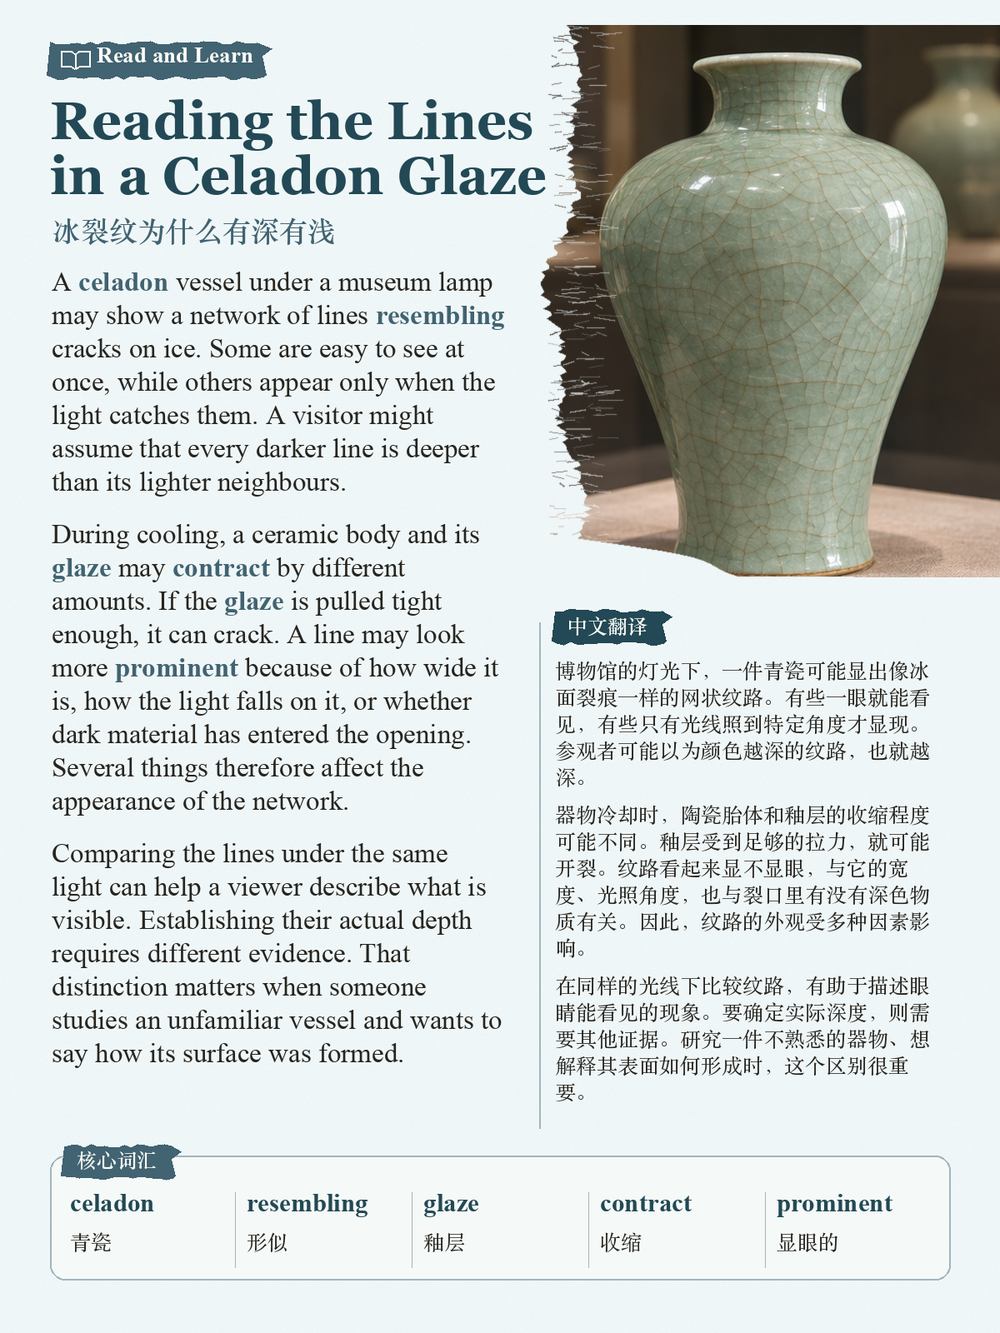 Read and Learn
Reading the Lines
in a Celadon Glaze
冰裂纹为什么有深有浅
A celadon vessel under a museum lamp
may show a network of lines resembling
cracks on ice. Some are easy to see at
once, while others appear only when the
light catches them. A visitor might
assume that every darker line is deeper
than its lighter neighbours.
During cooling, a ceramic body and its
glaze may contract by different
amounts. If the glaze is pulled tight
enough, it can crack. A line may look
more prominent because of how wide it
is, how the light falls on it, or whether
dark material has entered the opening.
Several things therefore affect the
appearance of the network.
Comparing the lines under the same
light can help a viewer describe what is
visible. Establishing their actual depth
requires different evidence. That
distinction matters when someone
studies an unfamiliar vessel and wants to
say how its surface was formed.
中文翻译
博物馆的灯光下，一件青瓷可能显出像冰
面裂痕一样的网状纹路。有些一眼就能看
见，有些只有光线照到特定角度才显现。
参观者可能以为颜色越深的纹路，也就越
深。
器物冷却时，陶瓷胎体和釉层的收缩程度
可能不同。釉层受到足够的拉力，就可能
开裂。纹路看起来显不显眼，与它的宽
度、光照角度，也与裂口里有没有深色物
质有关。因此，纹路的外观受多种因素影
响。
在同样的光线下比较纹路，有助于描述眼
睛能看见的现象。要确定实际深度，则需
要其他证据。研究一件不熟悉的器物、想
解释其表面如何形成时，这个区别很重
要。
核心词汇
celadon
青瓷
resembling
形似
glaze
釉层
contract
收缩
prominent
显眼的